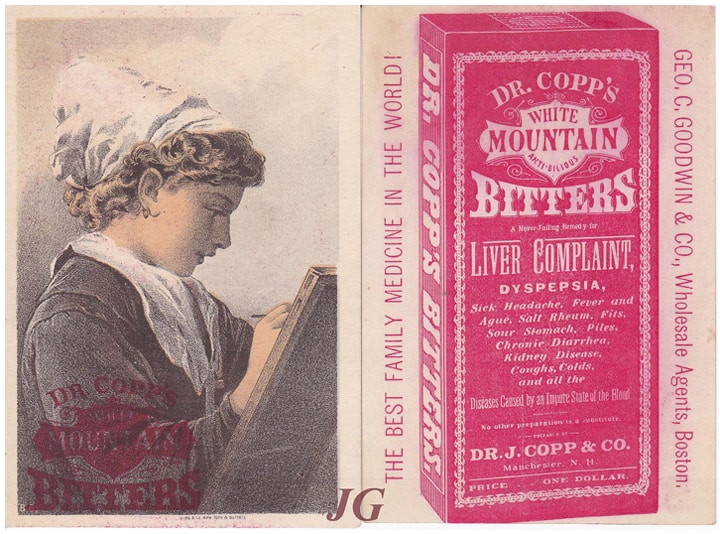 DR COPP'S
WHITE
MOUNTAIN
BITTERS
B
JG
THE BEST FAMILY MEDICINE IN THE WORLD!
DR. COPP'S BITTERS.
DR. COPP'S
WHITE
MOUNTAIN
ANTI-BILIOUS
BITTERS
A Never-Failing Remedy for
LIVER COMPLAINT,
DYSPEPSIA,
Sick Headache, Fever and
Ague, Salt Rheum, Fits,
Sour Stomach, Piles,
Chronic Diarrhea,
Kidney Disease,
Coughs, Colds,
and all the
Diseases Caused by an Impure State of the Blood
No other preparation is a substitute.
PREPARED BY
DR. J. COPP & CO.
Manchester, N. H.
PRICE - - ONE DOLLAR.
GEO. C. GOODWIN & CO., Wholesale Agents, Boston.